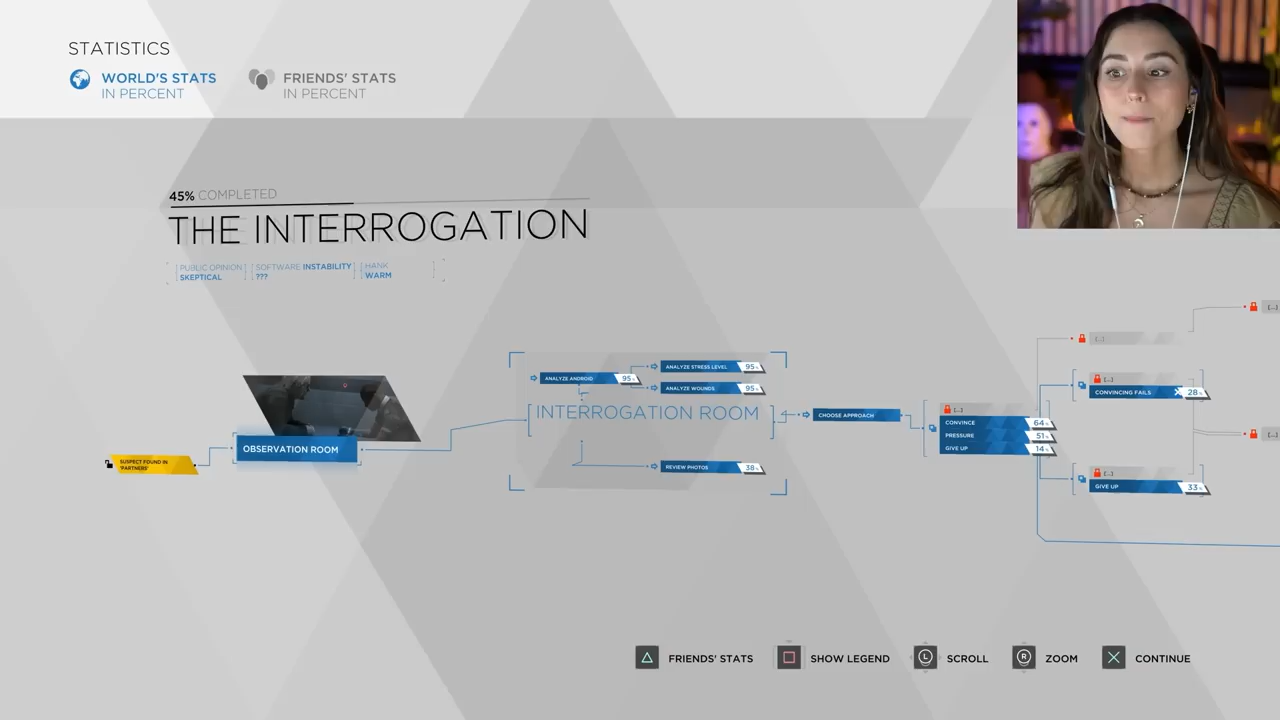 STATISTICS
WORLD'S STATS
IN PERCENT
FRIENDS' STATS
IN PERCENT
45% COMPLETED
THE INTERROGATION
PUBLIC OPINION
SKEPTICAL
SOFTWARE INSTABILITY
???
HANK
WARM
SUSPECT FOUND IN
'PARTNERS'
OBSERVATION ROOM
ANALYZE ANDROID 95%
ANALYZE STRESS LEVEL 95%
ANALYZE WOUNDS 95%
INTERROGATION ROOM
REVIEW PHOTOS 38%
CHOOSE APPROACH
[...]
CONVINCE 64%
PRESSURE 51%
GIVE UP 14%
[...]
[...]
[...]
CONVINCING FAILS 28%
[...]
[...]
GIVE UP 33%
FRIENDS' STATS
SHOW LEGEND
L
SCROLL
R
ZOOM
CONTINUE